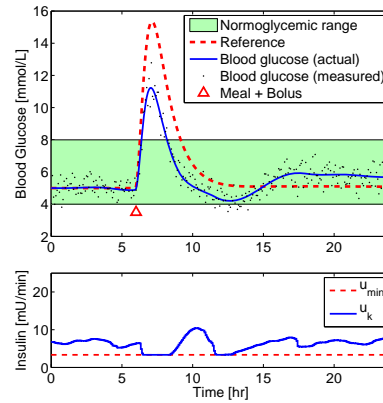 16
14
12
10
8
6
4
2
Blood Glucose [mmol/L]
Normoglycemic range
Reference
Blood glucose (actual)
Blood glucose (measured)
Meal + Bolus
0 5 10 15 20
20
10
0
Insulin [mU/min]
u_min
u_k
0 5 10 15 20
Time [hr]